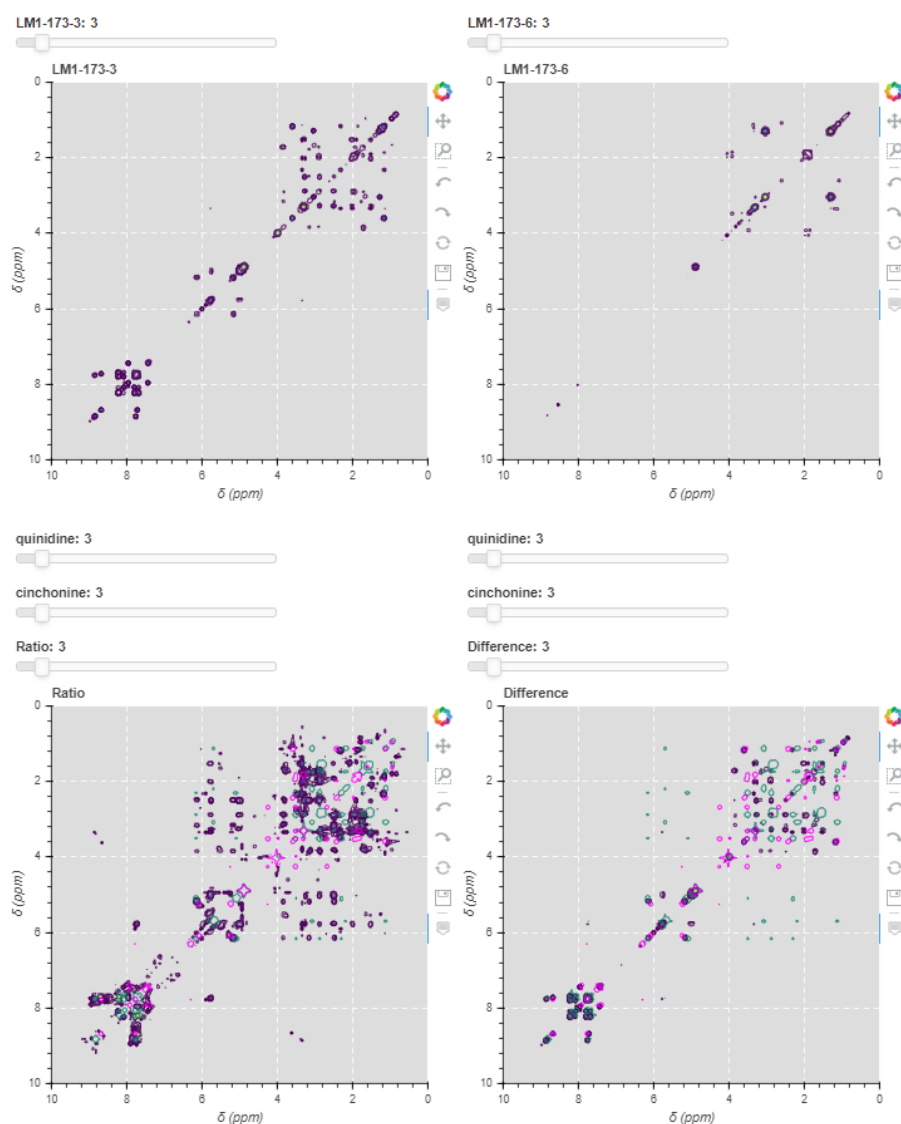 LM1-173-3: 3
LM1-173-6: 3
LM1-173-3
0
2
4
6
8
10
δ (ppm)
10
8
6
4
2
0
δ (ppm)
LM1-173-6
0
2
4
6
8
10
δ (ppm)
10
8
6
4
2
0
δ (ppm)
quinidine: 3
cinchonine: 3
Ratio: 3
quinidine: 3
cinchonine: 3
Difference: 3
Ratio
0
2
4
6
8
10
δ (ppm)
10
8
6
4
2
0
δ (ppm)
Difference
0
2
4
6
8
10
δ (ppm)
10
8
6
4
2
0
δ (ppm)